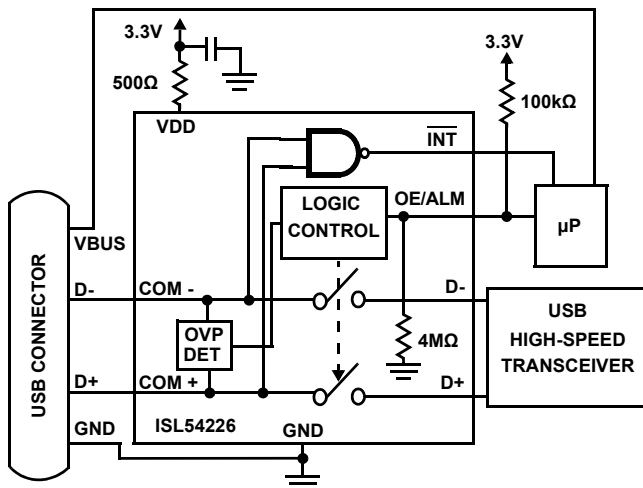 3.3V
500Ω
VDD
3.3V
100kΩ
INT
LOGIC
CONTROL
OE/ALM
µP
USB CONNECTOR
VBUS
D-
COM -
D-
OVP
DET
4MΩ
USB
HIGH-SPEED
TRANSCEIVER
D+
COM +
D+
GND
ISL54226
GND